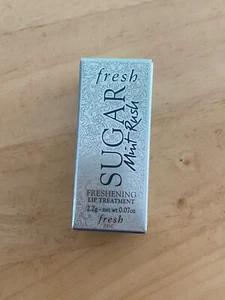 fresh
SUGAR
Mint Rush
FRESHENING
LIP TREATMENT
2.2g - net wt 0.07oz
fresh